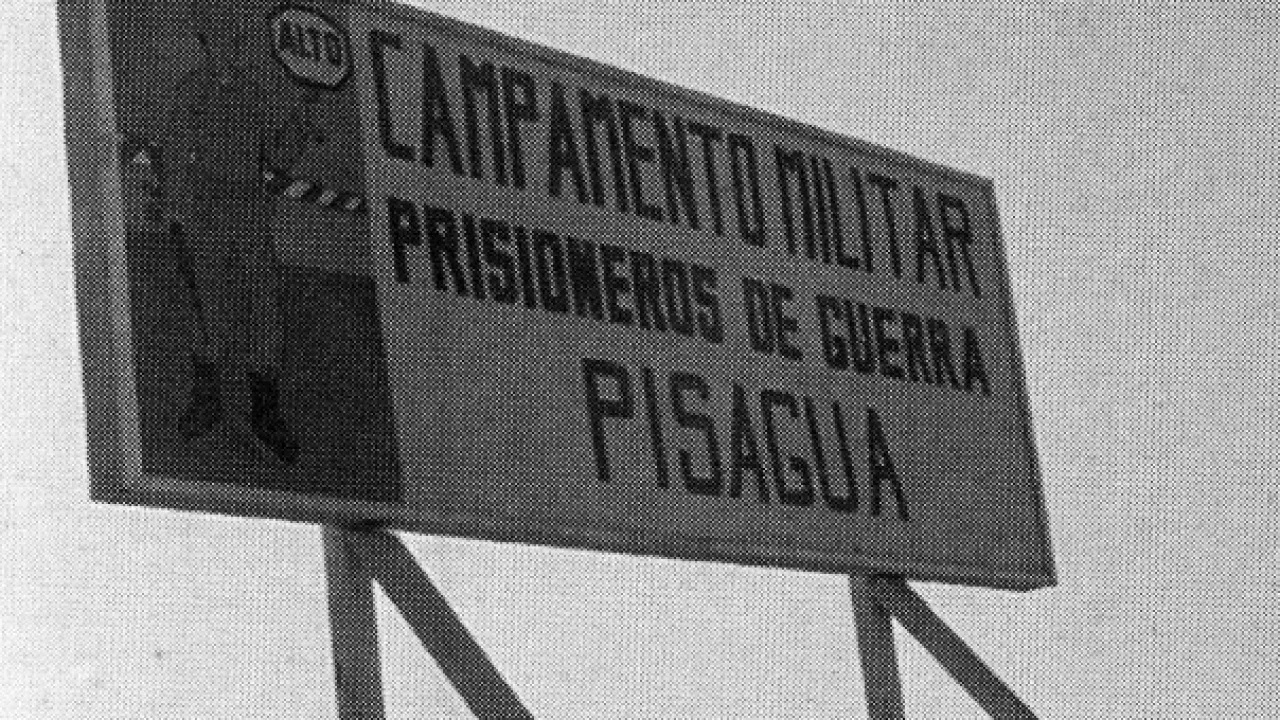 ALTO
CAMPAMENTO MILITAR
PRISIONEROS DE GUERRA
PISAGUA